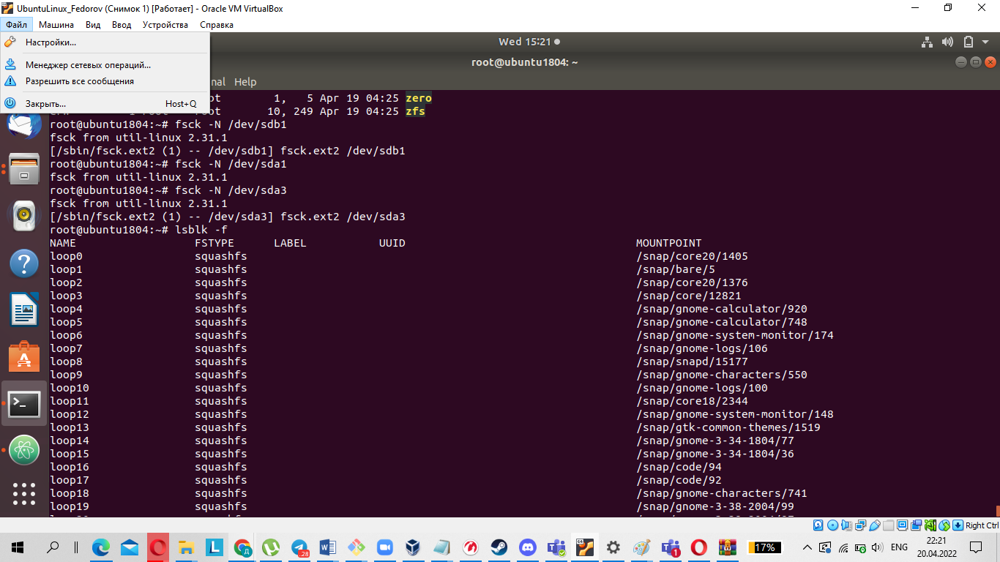 UbuntuLinux_Fedorov (Снимок 1) [Работает] - Oracle VM VirtualBox
Файл Машина Вид Ввод Устройства Справка
Настройки...
Менеджер сетевых операций...
Разрешить все сообщения
Закрыть... Host+Q
Wed 15:21
root@ubuntu1804: ~
Help
1, 5 Apr 19 04:25 zero
10, 249 Apr 19 04:25 zfs
root@ubuntu1804:~# fsck -N /dev/sdb1
fsck from util-linux 2.31.1
[/sbin/fsck.ext2 (1) -- /dev/sdb1] fsck.ext2 /dev/sdb1
root@ubuntu1804:~# fsck -N /dev/sda1
fsck from util-linux 2.31.1
root@ubuntu1804:~# fsck -N /dev/sda3
fsck from util-linux 2.31.1
[/sbin/fsck.ext2 (1) -- /dev/sda3] fsck.ext2 /dev/sda3
root@ubuntu1804:~# lsblk -f
NAME FSTYPE LABEL UUID MOUNTPOINT
loop0 squashfs /snap/core20/1405
loop1 squashfs /snap/bare/5
loop2 squashfs /snap/core20/1376
loop3 squashfs /snap/core/12821
loop4 squashfs /snap/gnome-calculator/920
loop5 squashfs /snap/gnome-calculator/748
loop6 squashfs /snap/gnome-system-monitor/174
loop7 squashfs /snap/gnome-logs/106
loop8 squashfs /snap/snapd/15177
loop9 squashfs /snap/gnome-characters/550
loop10 squashfs /snap/gnome-logs/100
loop11 squashfs /snap/core18/2344
loop12 squashfs /snap/gnome-system-monitor/148
loop13 squashfs /snap/gtk-common-themes/1519
loop14 squashfs /snap/gnome-3-34-1804/77
loop15 squashfs /snap/gnome-3-34-1804/36
loop16 squashfs /snap/code/94
loop17 squashfs /snap/code/92
loop18 squashfs /snap/gnome-characters/741
loop19 squashfs /snap/gnome-3-38-2004/99
Right Ctrl
17%
ENG
22:21
20.04.2022